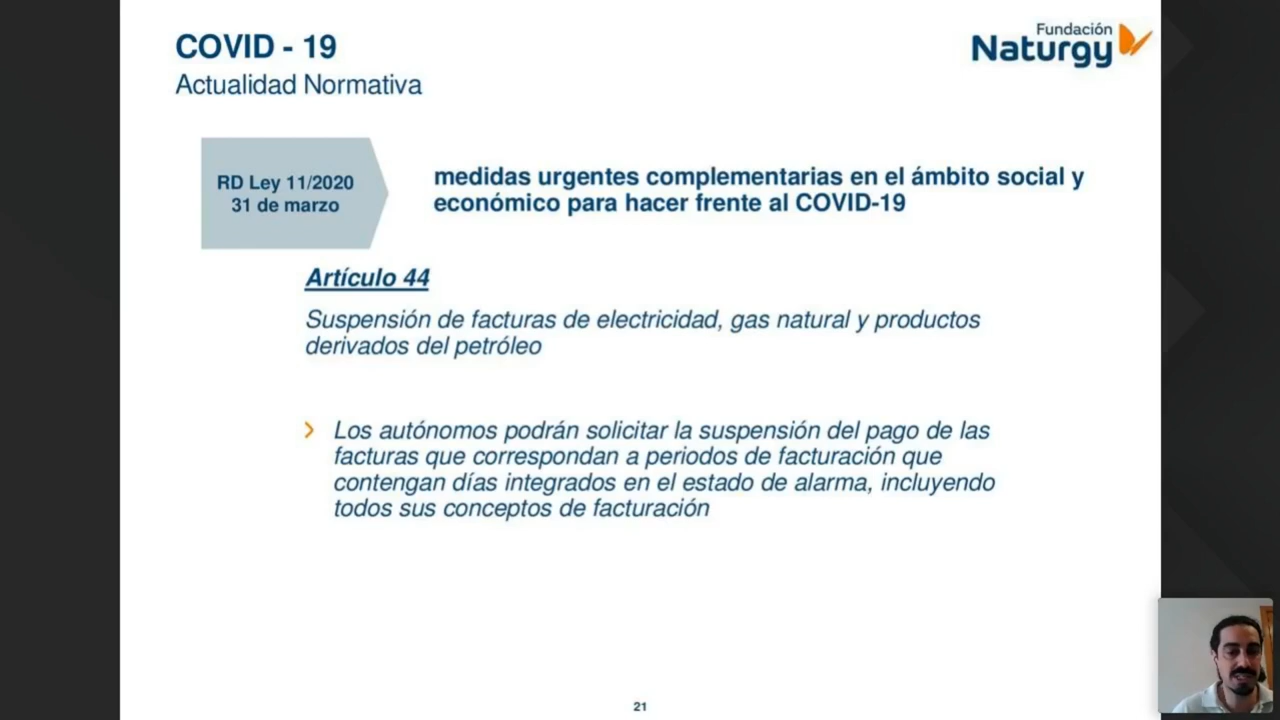 COVID - 19
Actualidad Normativa
Fundación
Naturgy
RD Ley 11/2020
31 de marzo
medidas urgentes complementarias en el ámbito social y
económico para hacer frente al COVID-19
Artículo 44
Suspensión de facturas de electricidad, gas natural y productos
derivados del petróleo
Los autónomos podrán solicitar la suspensión del pago de las
facturas que correspondan a periodos de facturación que
contengan días integrados en el estado de alarma, incluyendo
todos sus conceptos de facturación
21